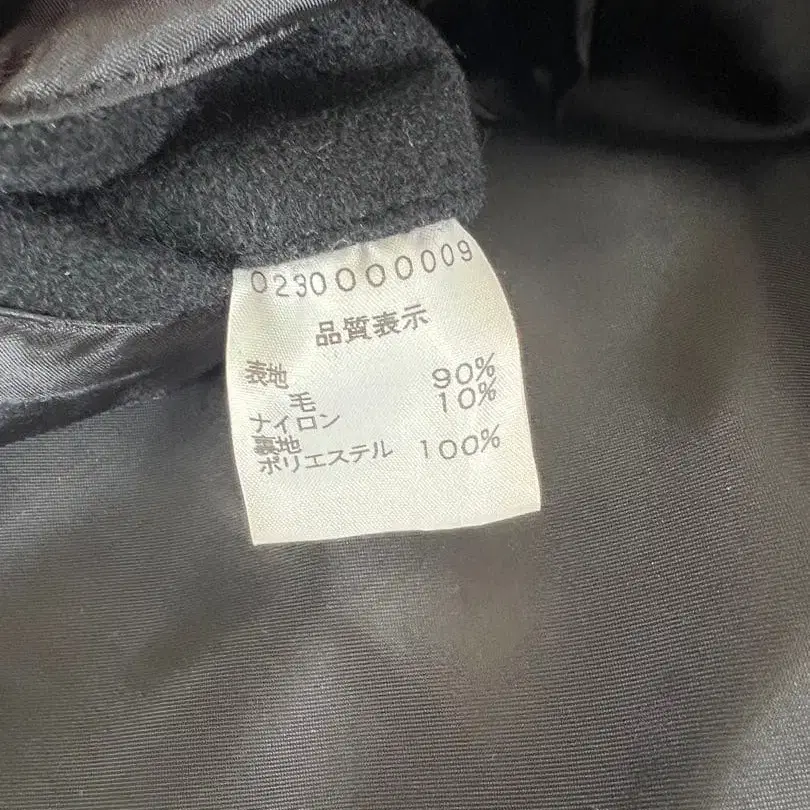 0230000009
品質表示
表地
毛 90%
ナイロン 10%
裏地
ポリエステル 100%